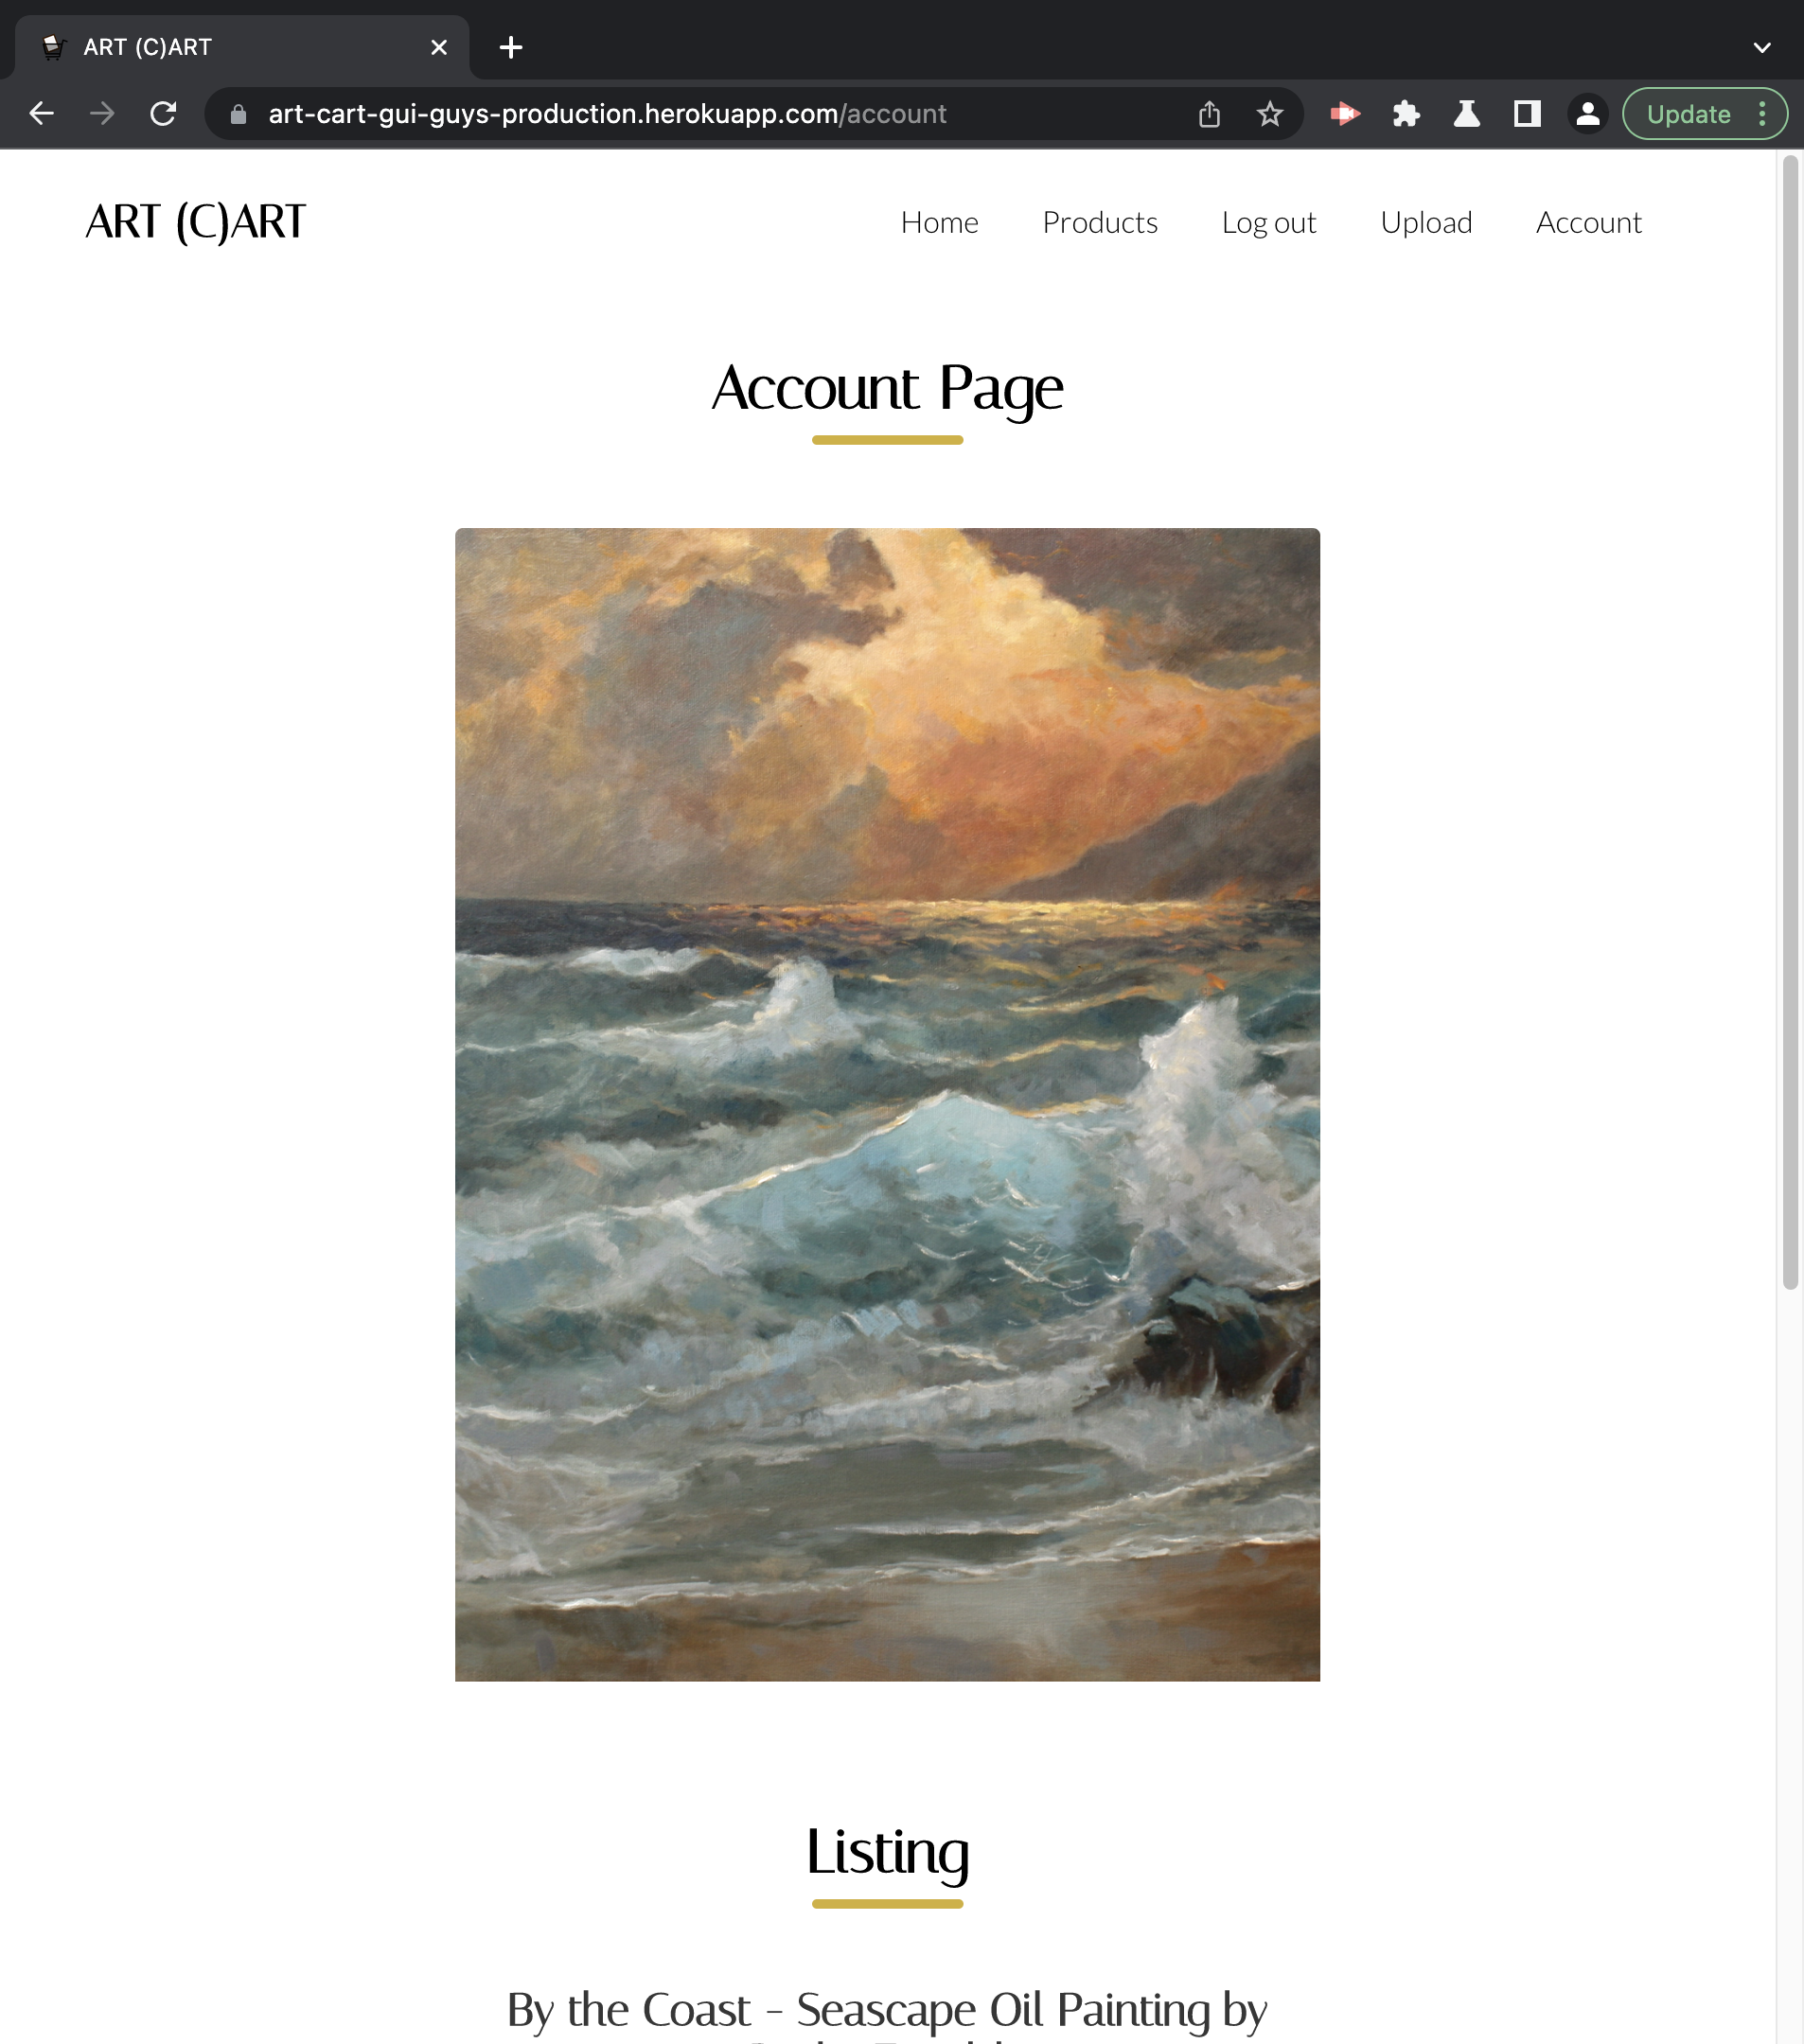 ART (C)ART
art-cart-gui-guys-production.herokuapp.com/account
Update
ART (C)ART
Home Products Log out Upload Account
Account Page
Listing
By the Coast - Seascape Oil Painting by